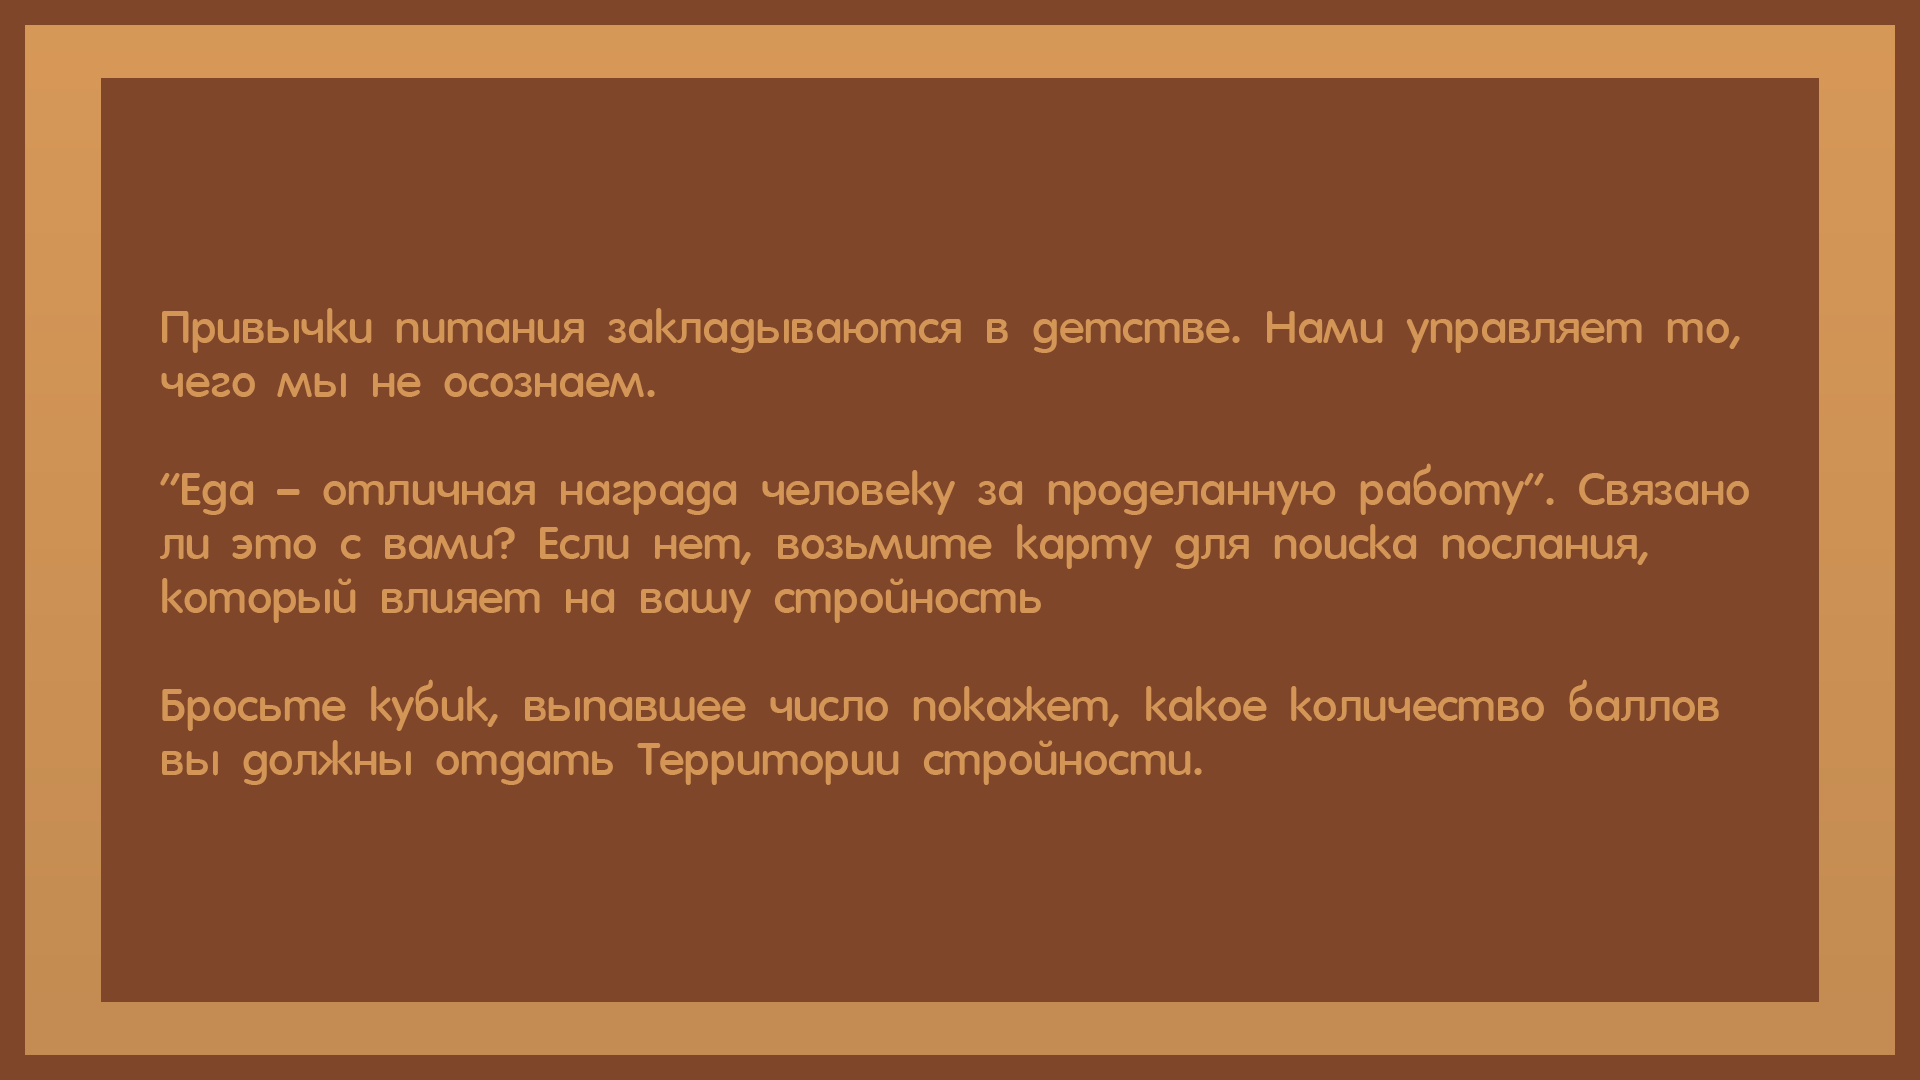 Привычки питания закладываются в детстве. Нами управляет то,
чего мы не осознаем.
"Еда – отличная награда человеку за проделанную работу". Связано
ли это с вами? Если нет, возьмите карту для поиска послания,
который влияет на вашу стройность
Бросьте кубик, выпавшее число покажет, какое количество баллов
вы должны отдать Территории стройности.